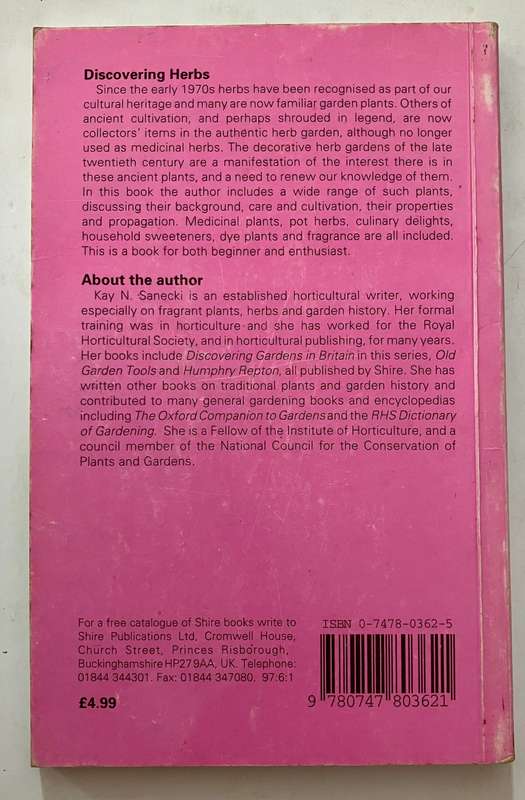 Discovering Herbs
Since the early 1970s herbs have been recognised as part of our
cultural heritage and many are now familiar garden plants. Others of
ancient cultivation, and perhaps shrouded in legend, are now
collectors' items in the authentic herb garden, although no longer
used as medicinal herbs. The decorative herb gardens of the late
twentieth century are a manifestation of the interest there is in
these ancient plants, and a need to renew our knowledge of them.
In this book the author includes a wide range of such plants,
discussing their background, care and cultivation, their properties
and propagation. Medicinal plants, pot herbs, culinary delights,
household sweeteners, dye plants and fragrance are all included.
This is a book for both beginner and enthusiast.
About the author
Kay N. Sanecki is an established horticultural writer, working
especially on fragrant plants, herbs and garden history. Her formal
training was in horticulture and she has worked for the Royal
Horticultural Society, and in horticultural publishing, for many years.
Her books include Discovering Gardens in Britain in this series, Old
Garden Tools and Humphry Repton, all published by Shire. She has
written other books on traditional plants and garden history and
contributed to many general gardening books and encyclopedias
including The Oxford Companion to Gardens and the RHS Dictionary
of Gardening. She is a Fellow of the Institute of Horticulture, and a
council member of the National Council for the Conservation of
Plants and Gardens.
For a free catalogue of Shire books write to
Shire Publications Ltd, Cromwell House,
Church Street, Princes Risborough,
Buckinghamshire HP27 9AA, UK. Telephone:
01844 344301. Fax: 01844 347080. 97:6:1
£4.99
ISBN 0-7478-0362-5
9 780747 803621